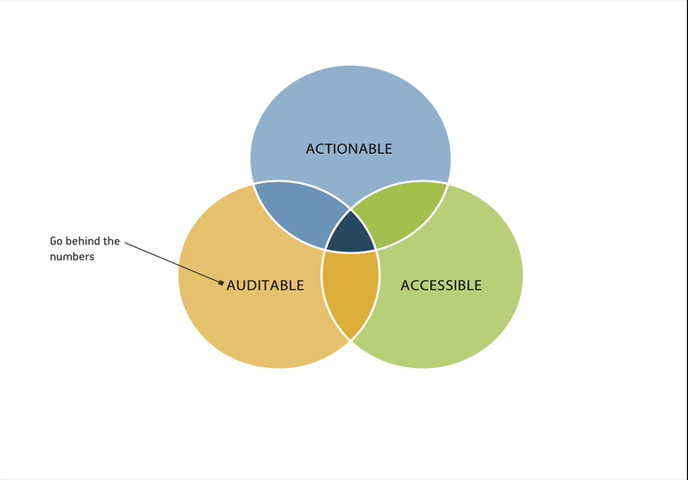 ACTIONABLE
Go behind the
numbers
AUDITABLE
ACCESSIBLE